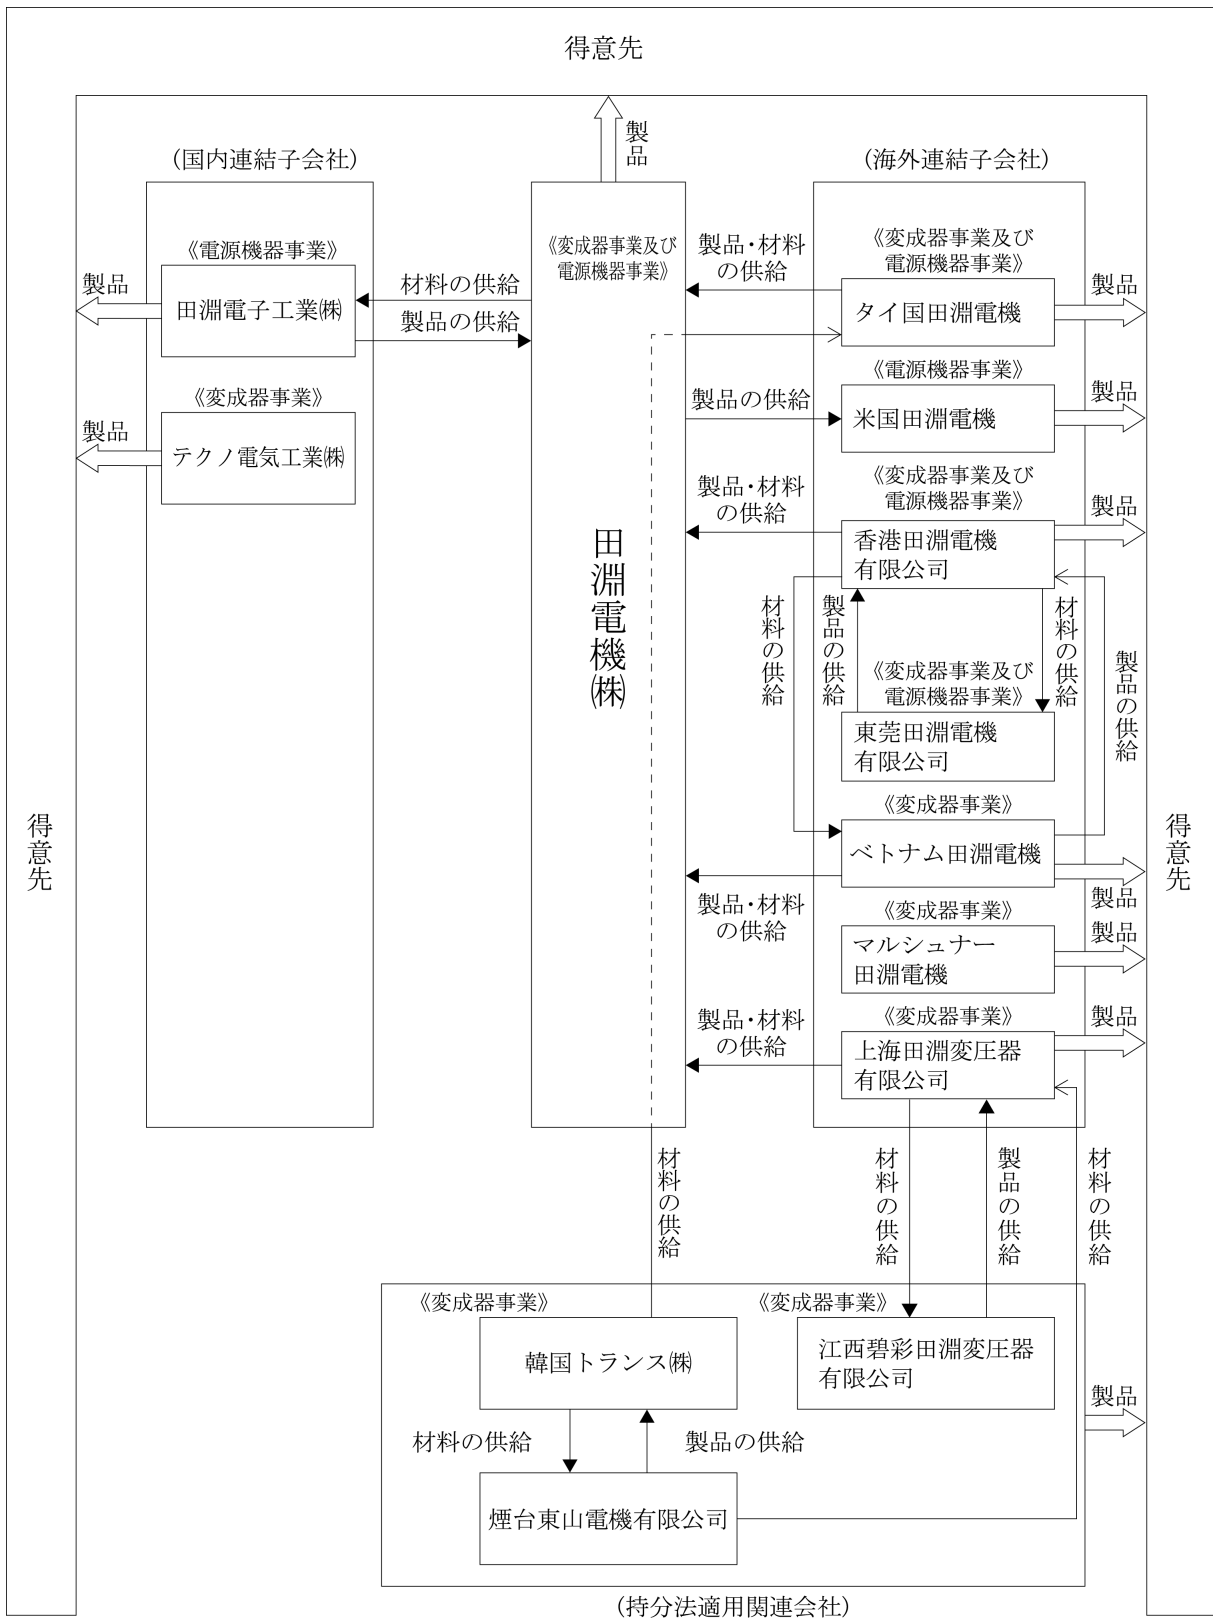 得意先
製品
(国内連結子会社)
《電源機器事業》
田淵電子工業㈱
製品
《変成器事業》
テクノ電気工業㈱
製品
得意先
材料の供給
製品の供給
《変成器事業及び
電源機器事業》
田淵電機㈱
(海外連結子会社)
《変成器事業及び
電源機器事業》
タイ国田淵電機
製品・材料
の供給
製品
《電源機器事業》
米国田淵電機
製品の供給
製品
《変成器事業及び
電源機器事業》
香港田淵電機
有限公司
製品・材料
の供給
製品
材料の供給
製品の供給
材料の供給
製品の供給
《変成器事業及び
電源機器事業》
東莞田淵電機
有限公司
《変成器事業》
ベトナム田淵電機
製品・材料
の供給
製品
《変成器事業》
マルシュナー
田淵電機
製品
《変成器事業》
上海田淵変圧器
有限公司
製品・材料
の供給
製品
得意先
材料の供給
材料の供給
製品の供給
材料の供給
《変成器事業》
韓国トランス㈱
《変成器事業》
江西碧彩田淵変圧器
有限公司
製品
材料の供給
製品の供給
煙台東山電機有限公司
(持分法適用関連会社)